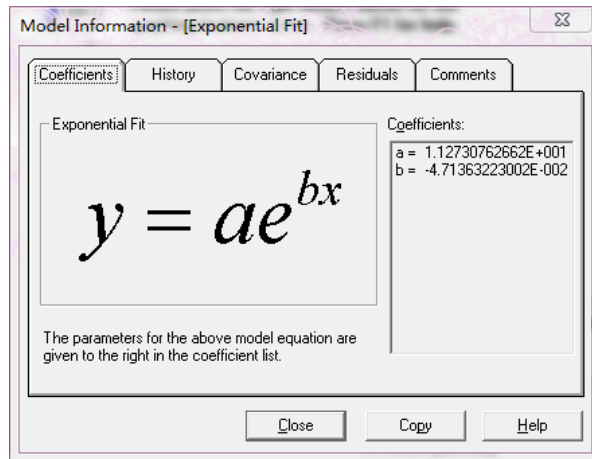 Model Information - [Exponential Fit]
Coefficients History Covariance Residuals Comments
Exponential Fit
y = ae^{bx}
Coefficients:
a = 1.12730762662E+001
b = -4.71363223002E-002
The parameters for the above model equation are
given to the right in the coefficient list.
Close Copy Help